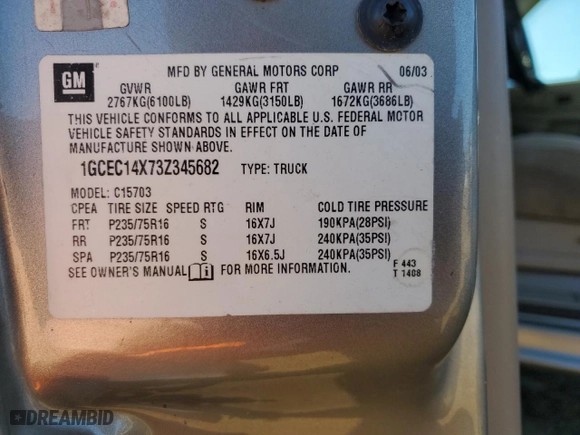 GM
MFD BY GENERAL MOTORS CORP 06/03
GVWR GAWR FRT GAWR RR
2767KG(6100LB) 1429KG(3150LB) 1672KG(3686LB)
THIS VEHICLE CONFORMS TO ALL APPLICABLE U.S. FEDERAL MOTOR
VEHICLE SAFETY STANDARDS IN EFFECT ON THE DATE OF
MANUFACTURE SHOWN ABOVE.
1GCEC14X73Z345682 TYPE: TRUCK
MODEL: C15703
CPEA TIRE SIZE SPEED RTG RIM COLD TIRE PRESSURE
FRT P235/75R16 S 16X7J 190KPA(28PSI)
RR P235/75R16 S 16X7J 240KPA(35PSI)
SPA P235/75R16 S 16X6.5J 240KPA(35PSI)
SEE OWNER'S MANUAL FOR MORE INFORMATION.
F 443
T 1408
DREAMBID